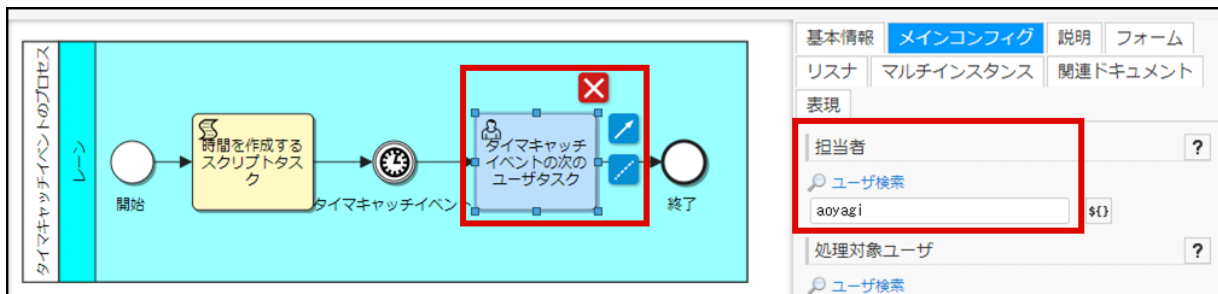 タイマキャッチイベントのプロセス
レーン
開始
時間を作成する
スクリプトタス
ク
タイマキャッチイベント
タイマキャッチ
イベントの次の
ユーザタスク
終了
基本情報 メインコンフィグ 説明 フォーム
リスナ マルチインスタンス 関連ドキュメント
表現
担当者 ?
ユーザ検索
aoyagi ${}
処理対象ユーザ ?
ユーザ検索